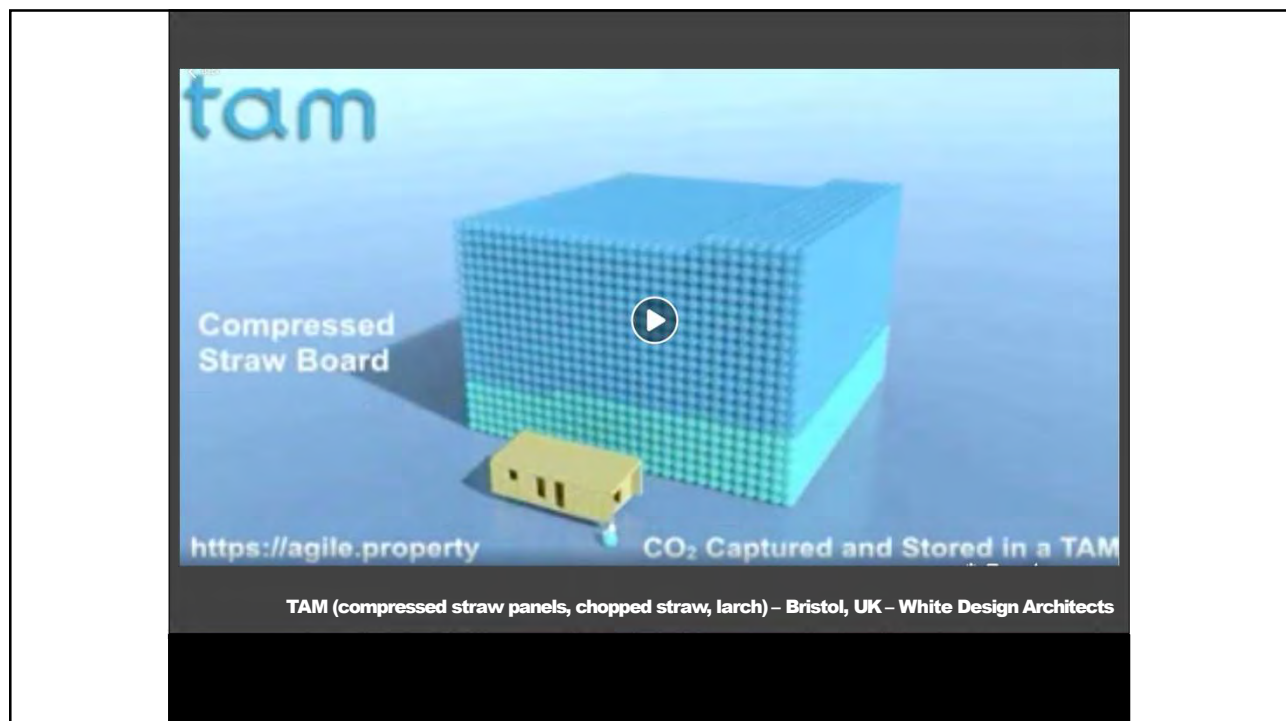 tam
Compressed
Straw Board
https://agile.property
CO₂ Captured and Stored in a TAM
TAM (compressed straw panels, chopped straw, larch) – Bristol, UK – White Design Architects